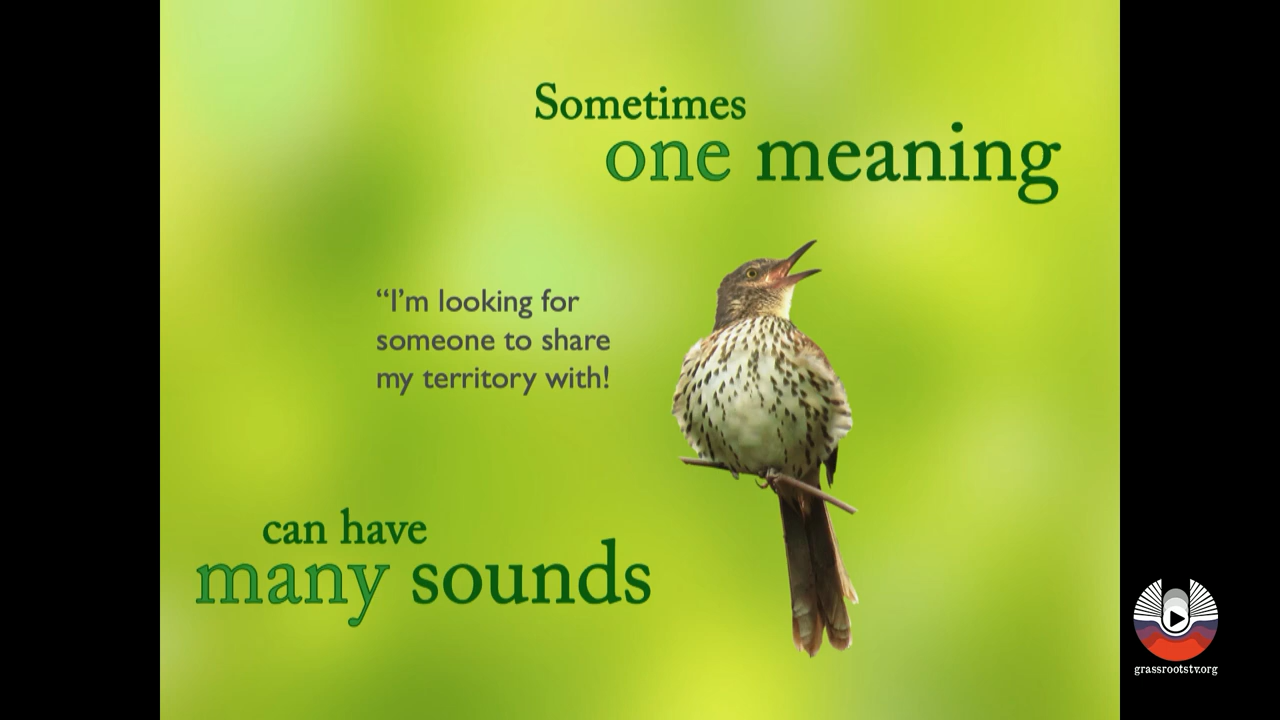 Sometimes
one meaning
“I’m looking for
someone to share
my territory with!
can have
many sounds
grassrootstv.org